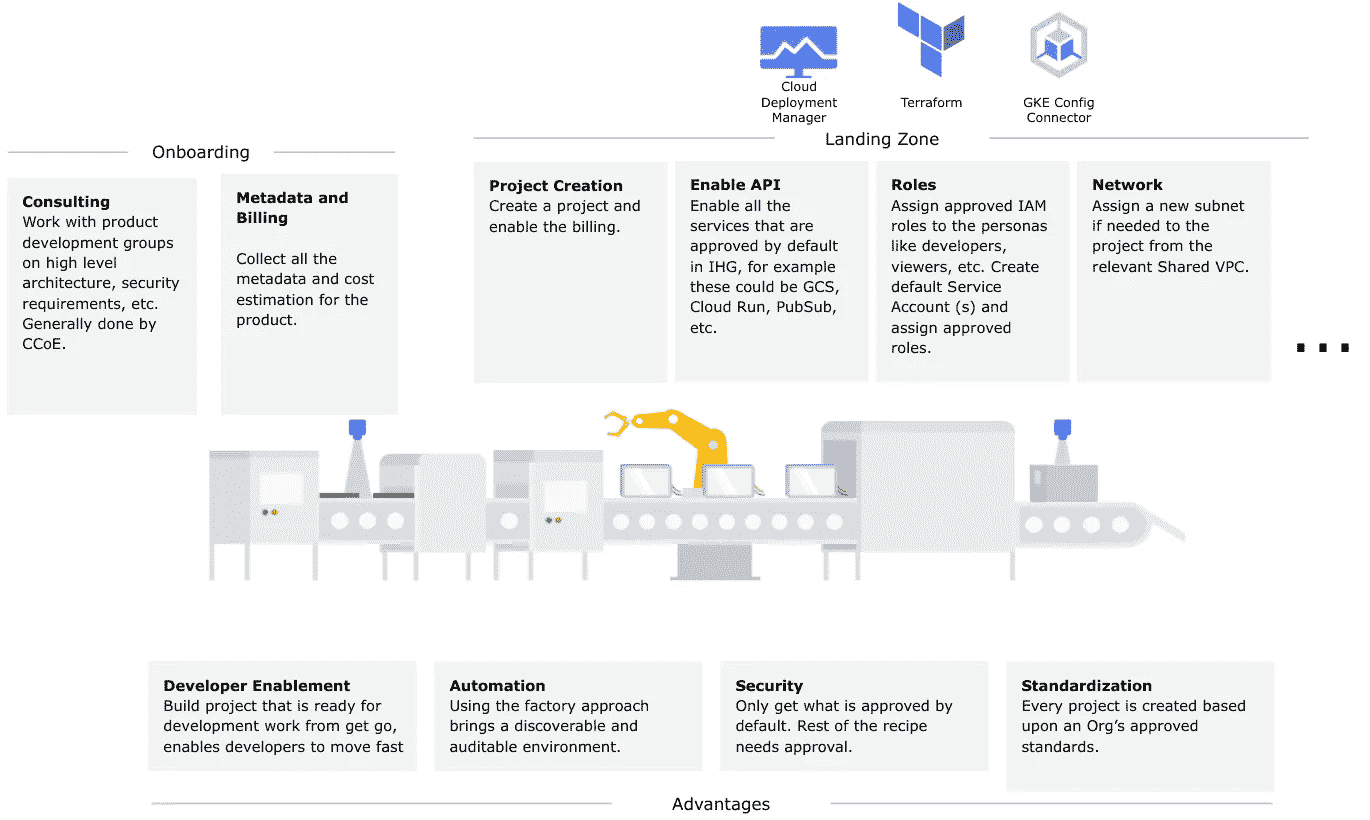 Cloud
Deployment
Manager
Terraform
GKE Config
Connector
Onboarding
Landing Zone
Consulting
Work with product
development groups
on high level
architecture, security
requirements, etc.
Generally done by
CCoE.
Metadata and
Billing
Collect all the
metadata and cost
estimation for the
product.
Project Creation
Create a project and
enable the billing.
Enable API
Enable all the
services that are
approved by default
in IHG, for example
these could be GCS,
Cloud Run, PubSub,
etc.
Roles
Assign approved IAM
roles to the personas
like developers,
viewers, etc. Create
default Service
Account (s) and
assign approved
roles.
Network
Assign a new subnet
if needed to the
project from the
relevant Shared VPC.
...
Developer Enablement
Build project that is ready for
development work from get go,
enables developers to move fast
Automation
Using the factory approach
brings a discoverable and
auditable environment.
Security
Only get what is approved by
default. Rest of the recipe
needs approval.
Standardization
Every project is created based
upon an Org’s approved
standards.
Advantages